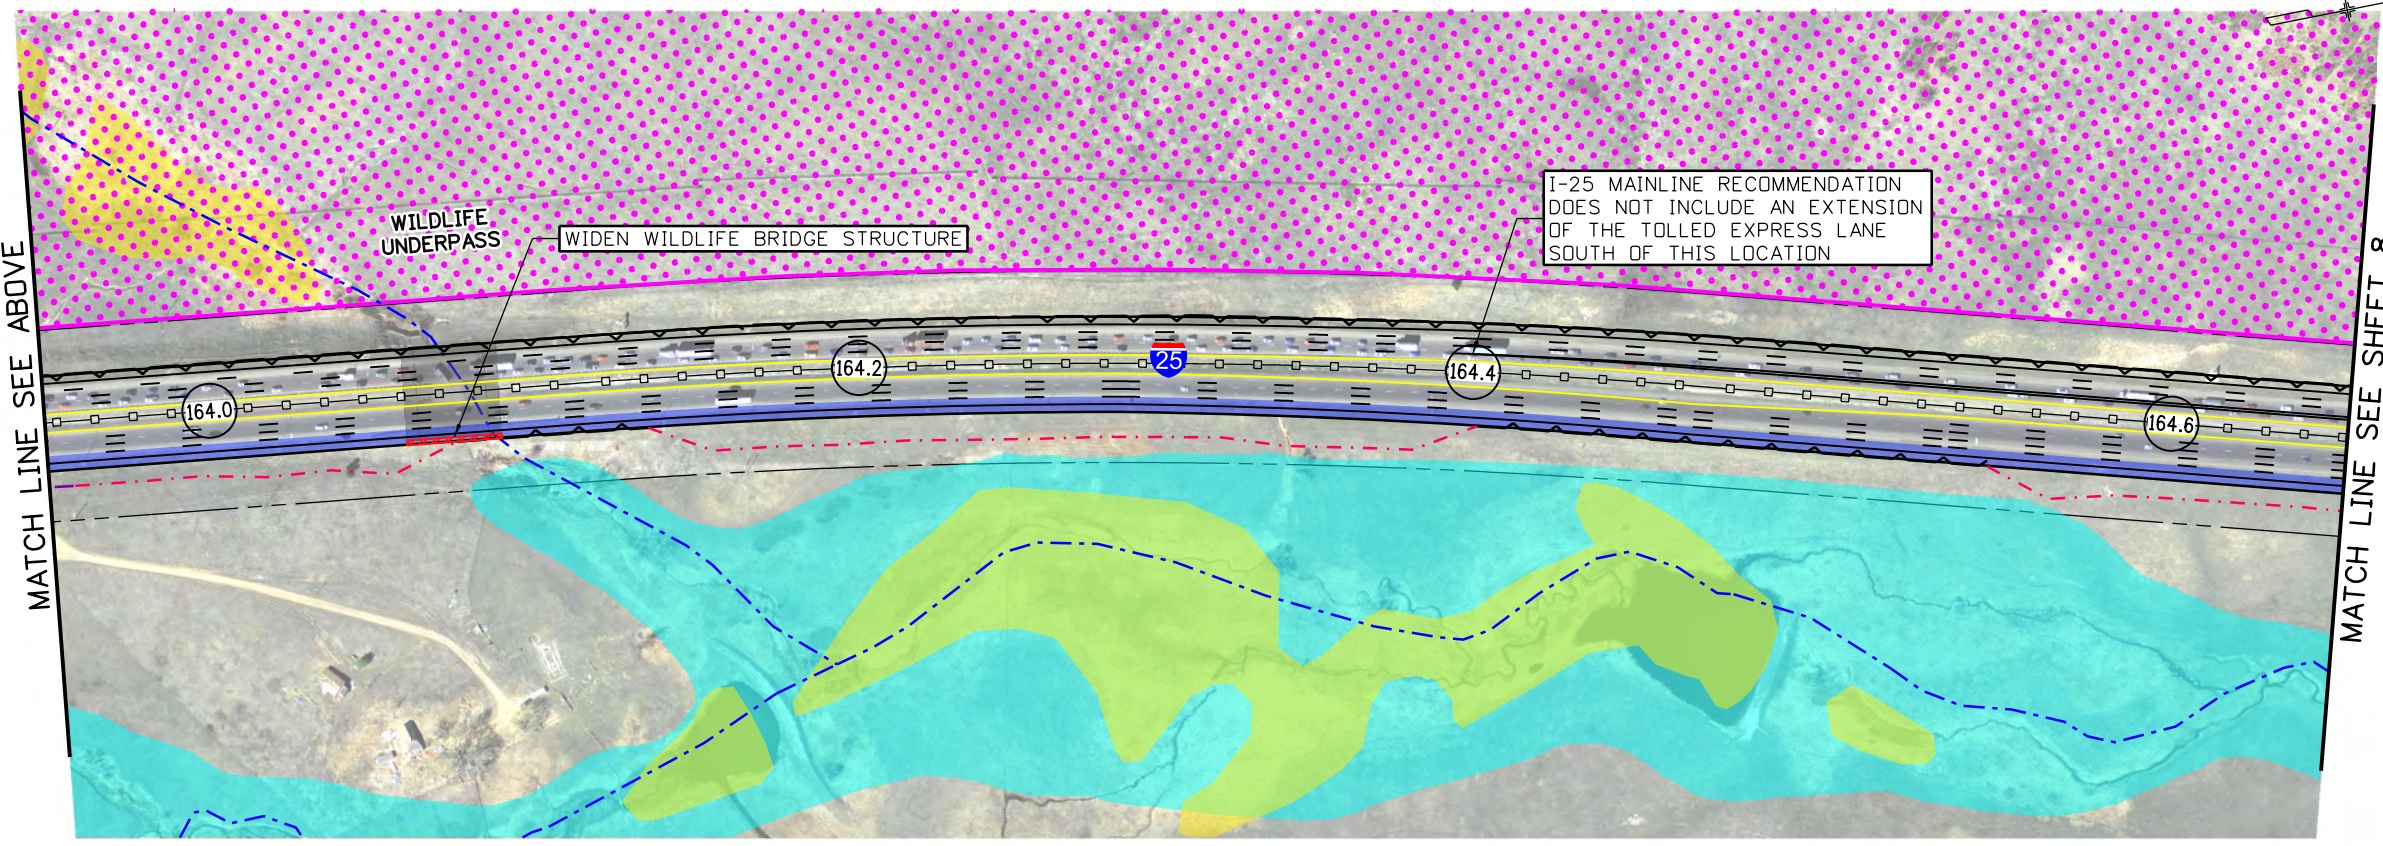 MATCH LINE SEE ABOVE
WILDLIFE
UNDERPASS
WIDEN WILDLIFE BRIDGE STRUCTURE
I-25 MAINLINE RECOMMENDATION
DOES NOT INCLUDE AN EXTENSION
OF THE TOLLED EXPRESS LANE
SOUTH OF THIS LOCATION
164.0
164.2
25
164.4
164.6
MATCH LINE SEE SHEET 8